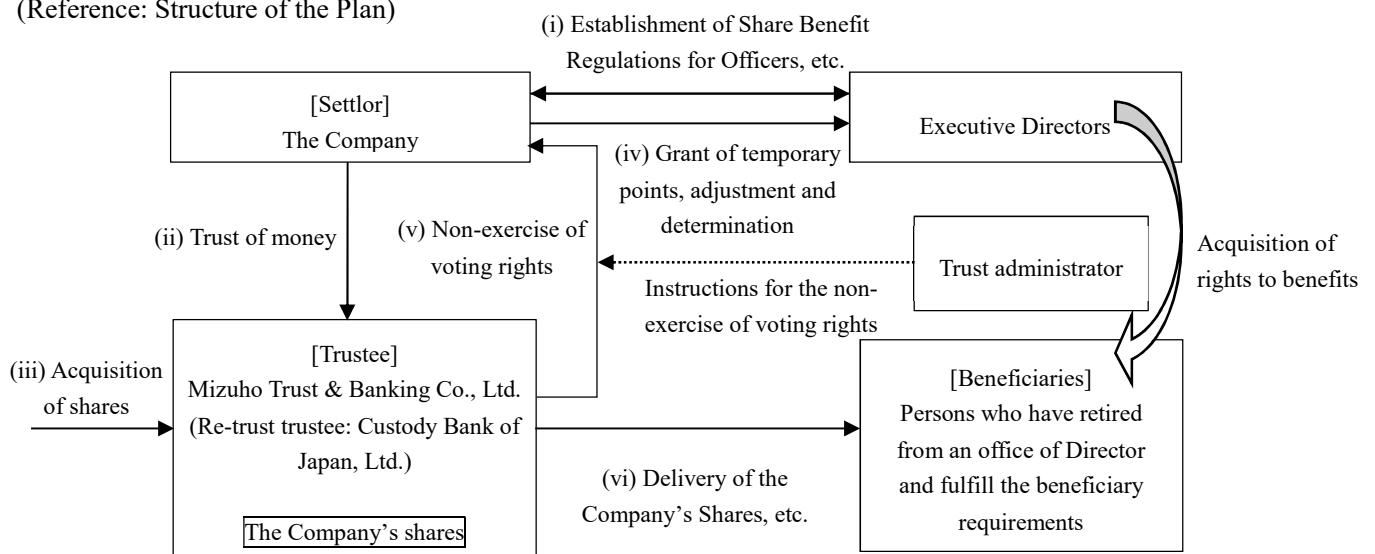 (Reference: Structure of the Plan)
(i) Establishment of Share Benefit
Regulations for Officers, etc.
[Settlor]
The Company
Executive Directors
(iv) Grant of temporary
points, adjustment and
determination
(ii) Trust of money
(v) Non-exercise of
voting rights
Trust administrator
Acquisition of
rights to benefits
Instructions for the non-
exercise of voting rights
(iii) Acquisition
of shares
[Trustee]
Mizuho Trust & Banking Co., Ltd.
(Re-trust trustee: Custody Bank of
Japan, Ltd.)
The Company’s shares
[Beneficiaries]
Persons who have retired
from an office of Director
and fulfill the beneficiary
requirements
(vi) Delivery of the
Company’s Shares, etc.